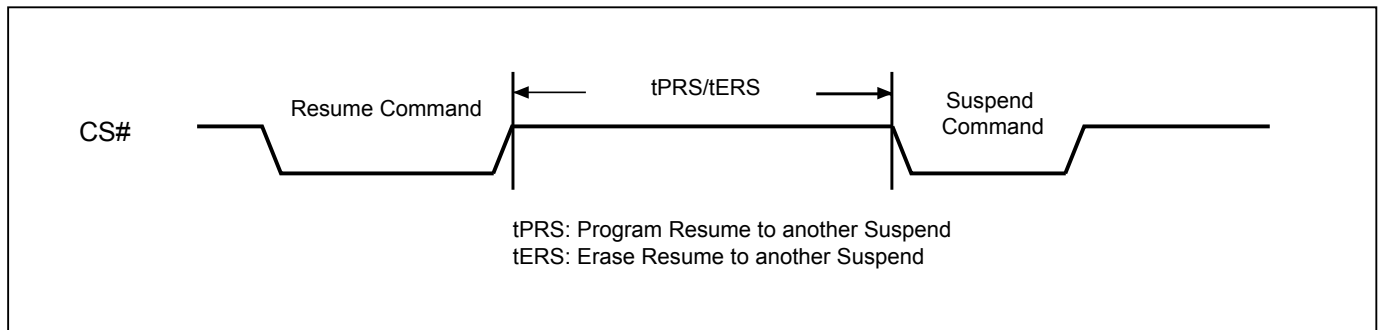 tPRS/tERS
Resume Command
Suspend
Command
CS#
tPRS: Program Resume to another Suspend
tERS: Erase Resume to another Suspend